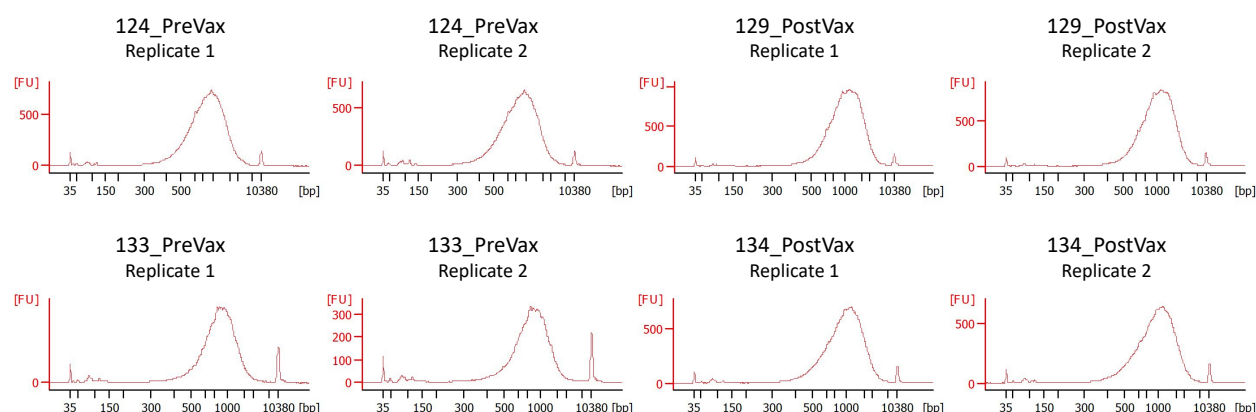 124_PreVax
Replicate 1
124_PreVax
Replicate 2
129_PostVax
Replicate 1
129_PostVax
Replicate 2
[FU]
500
0
35 150 300 500 10380 [bp]
[FU]
500
0
35 150 300 500 10380 [bp]
[FU]
500
0
35 150 300 500 1000 10380 [bp]
[FU]
500
0
35 150 300 500 1000 10380 [bp]
133_PreVax
Replicate 1
133_PreVax
Replicate 2
134_PostVax
Replicate 1
134_PostVax
Replicate 2
[FU]
0
35 150 300 500 1000 10380 [bp]
[FU]
300
200
100
0
35 150 300 500 1000 10380 [bp]
[FU]
500
0
35 150 300 500 1000 10380 [bp]
[FU]
500
0
35 150 300 500 1000 10380 [bp]